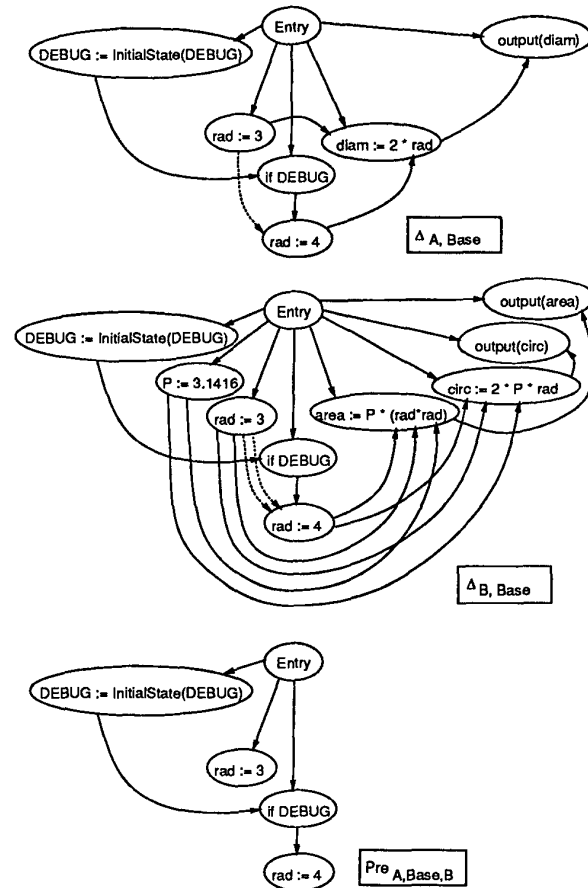 Entry
DEBUG := InitialState(DEBUG)
output(diam)
rad := 3
diam := 2 * rad
if DEBUG
rad := 4
Δ A, Base
Entry
output(area)
DEBUG := InitialState(DEBUG)
output(circ)
P := 3.1416
circ := 2 * P * rad
rad := 3
area := P * (rad*rad)
if DEBUG
rad := 4
Δ B, Base
Entry
DEBUG := InitialState(DEBUG)
rad := 3
if DEBUG
rad := 4
Pre A,Base,B